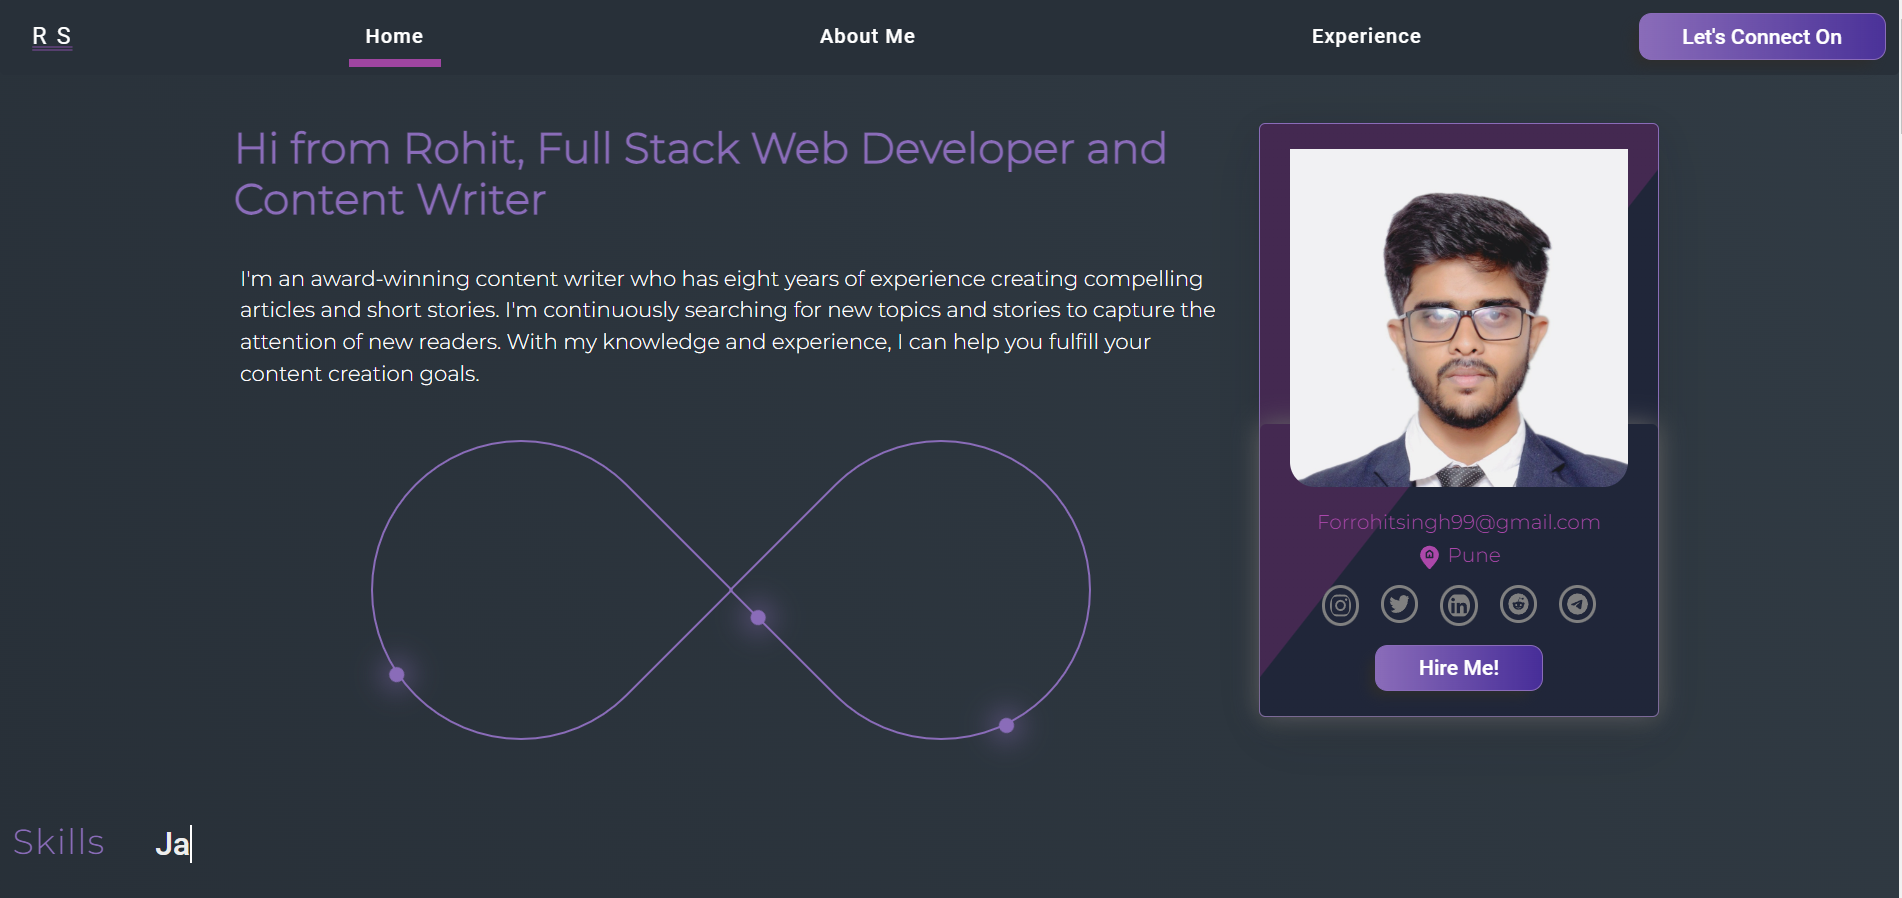 R S
Home
About Me
Experience
Let's Connect On
Hi from Rohit, Full Stack Web Developer and
Content Writer
I'm an award-winning content writer who has eight years of experience creating compelling
articles and short stories. I'm continuously searching for new topics and stories to capture the
attention of new readers. With my knowledge and experience, I can help you fulfill your
content creation goals.
Forrohitsingh99@gmail.com
Pune
Hire Me!
Skills
Ja